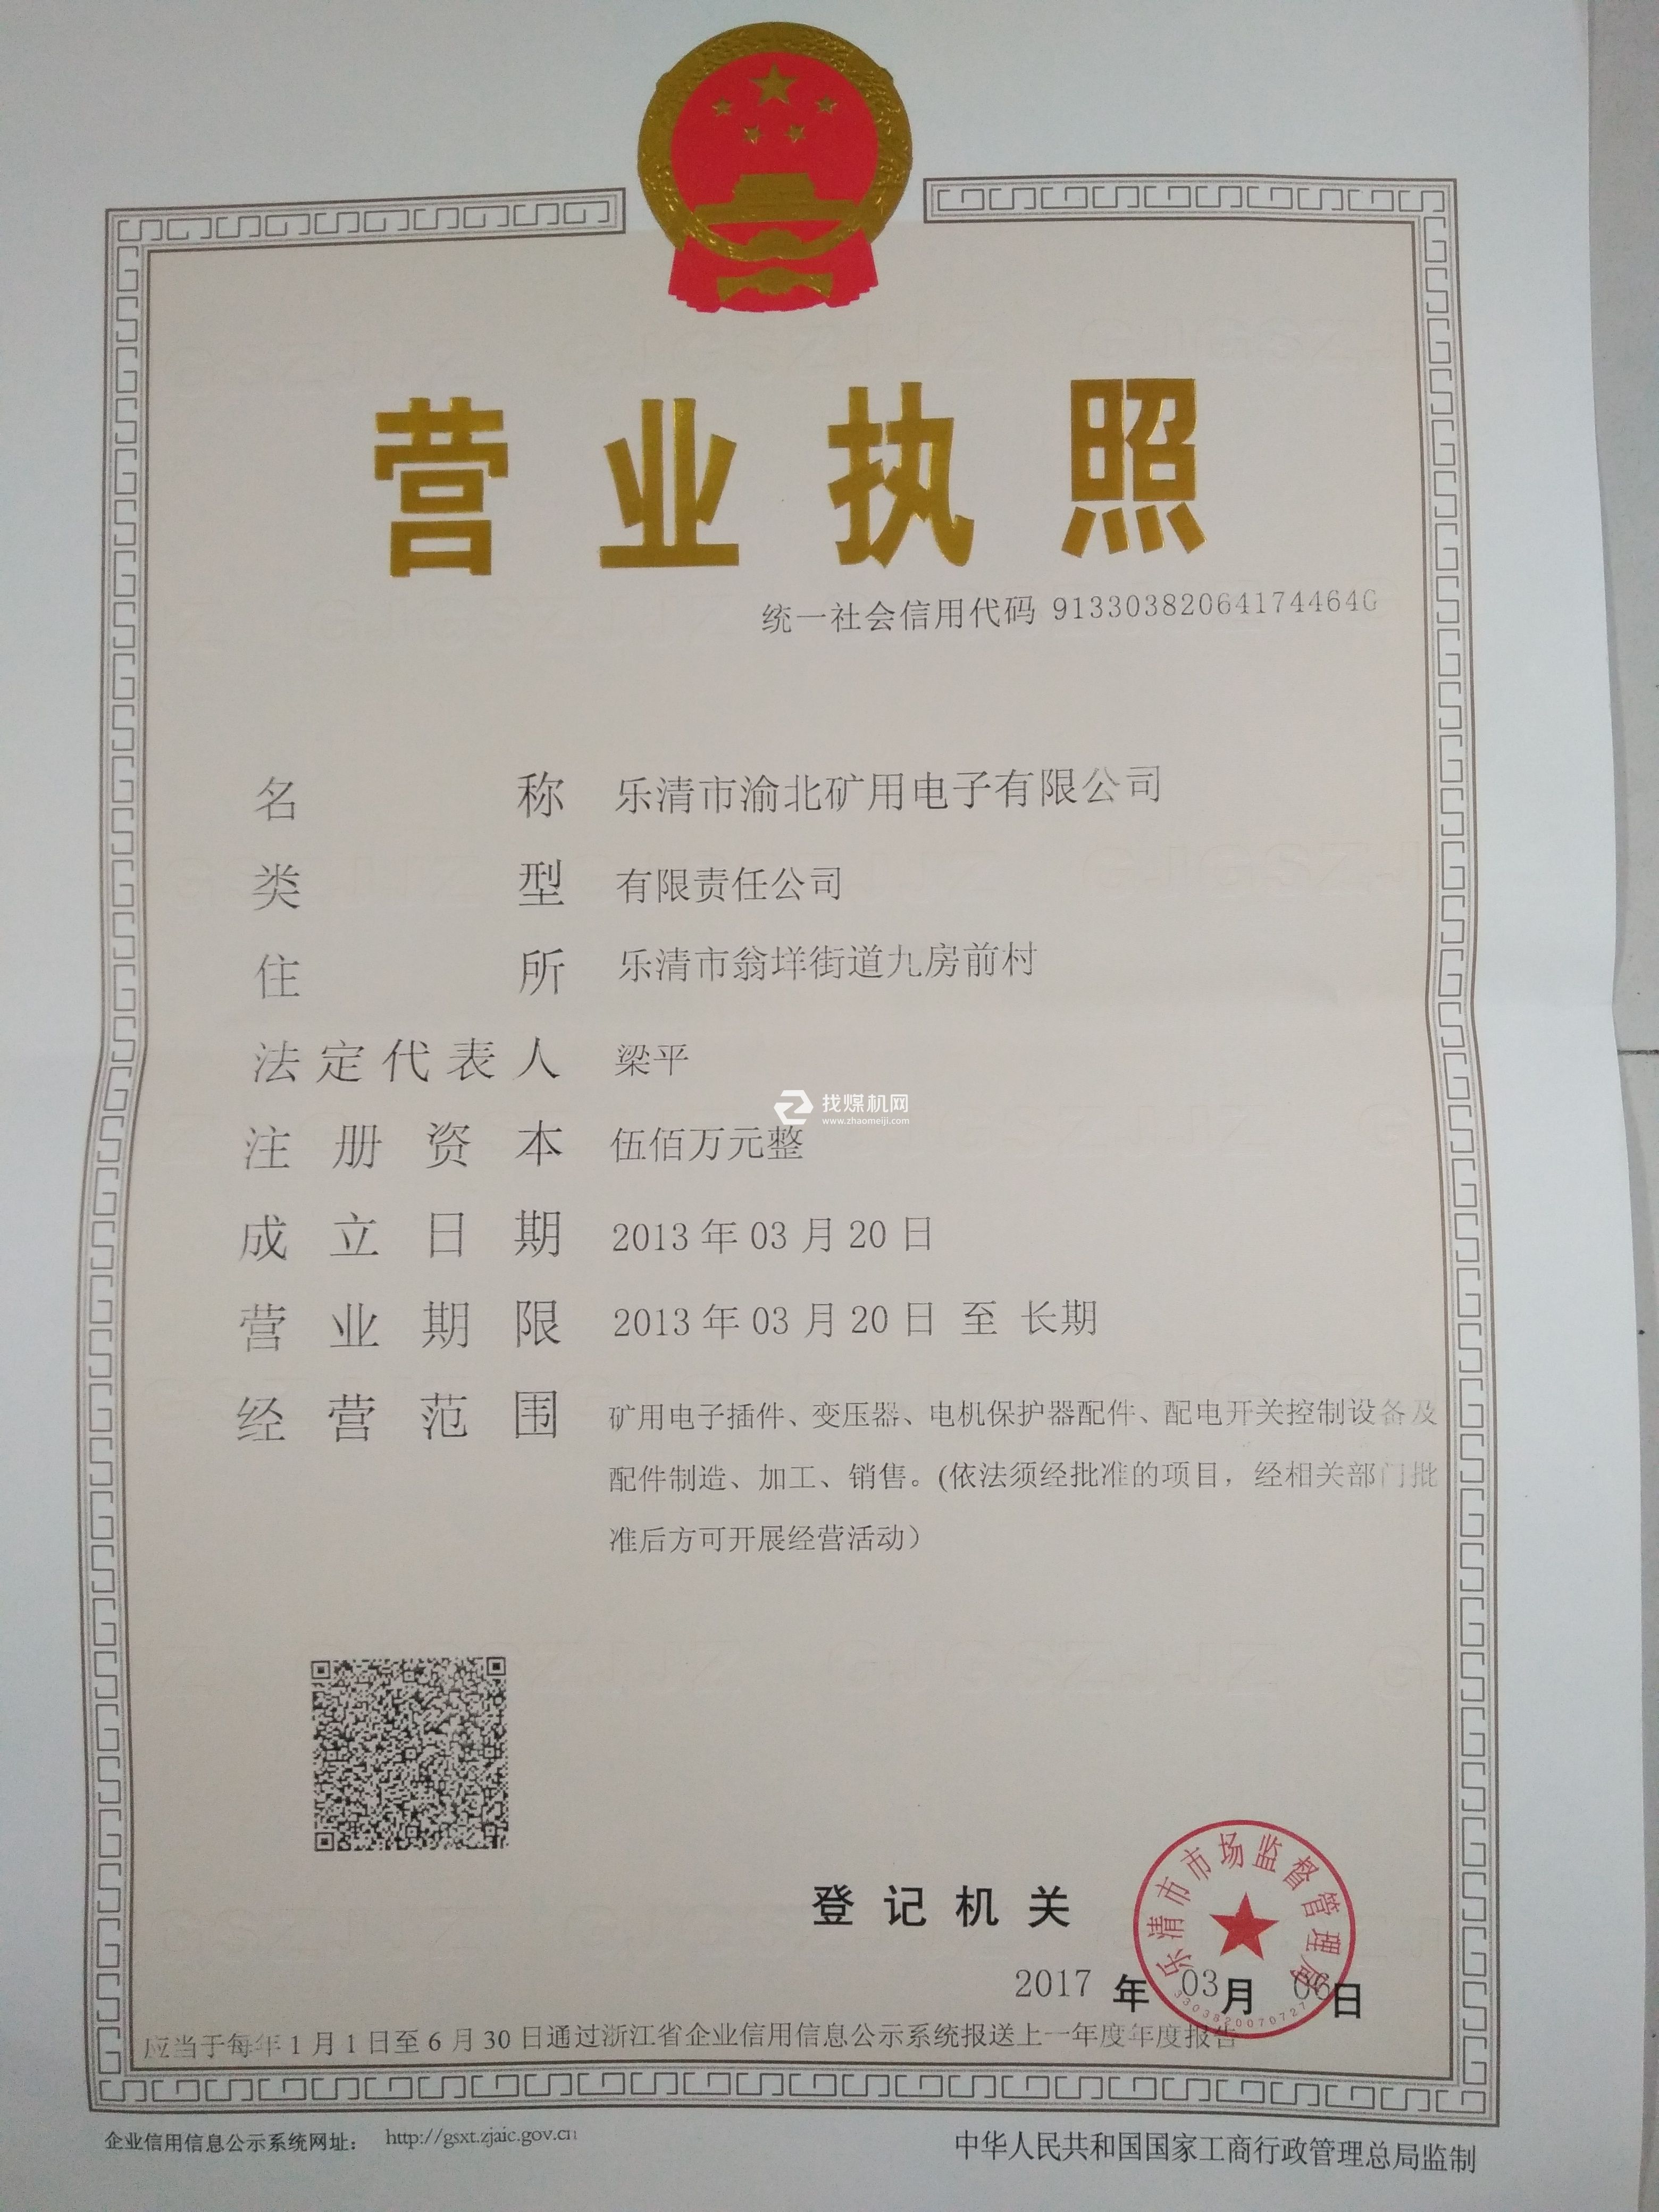 营业执照
统一社会信用代码 91330382064174464G
名称 乐清市渝北矿用电子有限公司
类型 有限责任公司
住所 乐清市翁垟街道九房前村
法定代表人 梁平
找煤机网
www.zhaomeiji.com
注册资本 伍佰万元整
成立日期 2013年03月20日
营业期限 2013年03月20日 至 长期
经营范围 矿用电子插件、变压器、电机保护器配件、配电开关控制设备及
配件制造、加工、销售。(依法须经批准的项目，经相关部门批
准后方可开展经营活动）
登记机关
乐清市市场监督管理局
2017 年 03月 06日
应当于每年1月1日至6月30日通过浙江省企业信用信息公示系统报送上一年度年度报告
企业信用信息公示系统网址： http://gsxt.zjaic.gov.cn
中华人民共和国国家工商行政管理总局监制